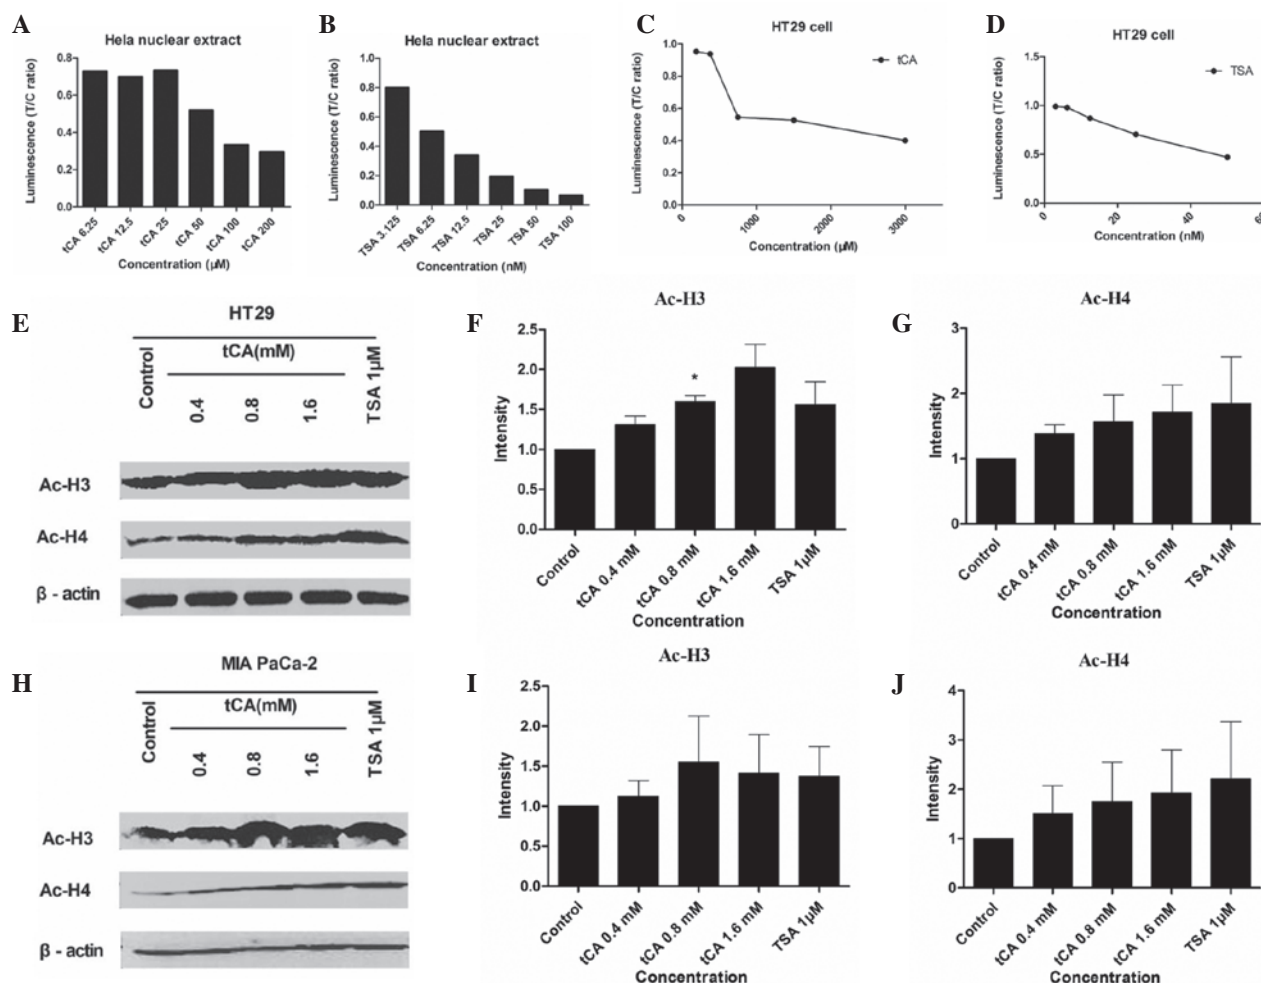 A
Hela nuclear extract
Luminescence (T/C ratio)
0.8
0.6
0.4
0.2
0.0
tCA 6.25
tCA 12.5
tCA 25
tCA 50
tCA 100
tCA 200
Concentration (µM)
B
Hela nuclear extract
Luminescence (T/C ratio)
1.0
0.8
0.6
0.4
0.2
0.0
TSA 3.125
TSA 6.25
TSA 12.5
TSA 25
TSA 50
TSA 100
Concentration (nM)
C
HT29 cell
Luminescence (T/C ratio)
1.0
0.8
0.6
0.4
0.2
0.0
0
1000
2000
3000
Concentration (µM)
tCA
D
HT29 cell
Luminescence (T/C ratio)
1.5
1.0
0.5
0.0
0
20
40
60
Concentration (nM)
TSA
E
HT29
Control
tCA(mM)
0.4
0.8
1.6
TSA 1µM
Ac-H3
Ac-H4
β - actin
F
Ac-H3
Intensity
2.5
2.0
1.5
1.0
0.5
0.0
*
Control
tCA 0.4 mM
tCA 0.8 mM
tCA 1.6 mM
TSA 1µM
Concentration
G
Ac-H4
Intensity
3
2
1
0
Control
tCA 0.4 mM
tCA 0.8 mM
tCA 1.6 mM
TSA 1µM
Concentration
H
MIA PaCa-2
Control
tCA(mM)
0.4
0.8
1.6
TSA 1µM
Ac-H3
Ac-H4
β - actin
I
Ac-H3
Intensity
2.5
2.0
1.5
1.0
0.5
0.0
Control
tCA 0.4 mM
tCA 0.8 mM
tCA 1.6 mM
TSA 1µM
Concentration
J
Ac-H4
Intensity
4
3
2
1
0
Control
tCA 0.4 mM
tCA 0.8 mM
tCA 1.6 mM
TSA 1µM
Concentration